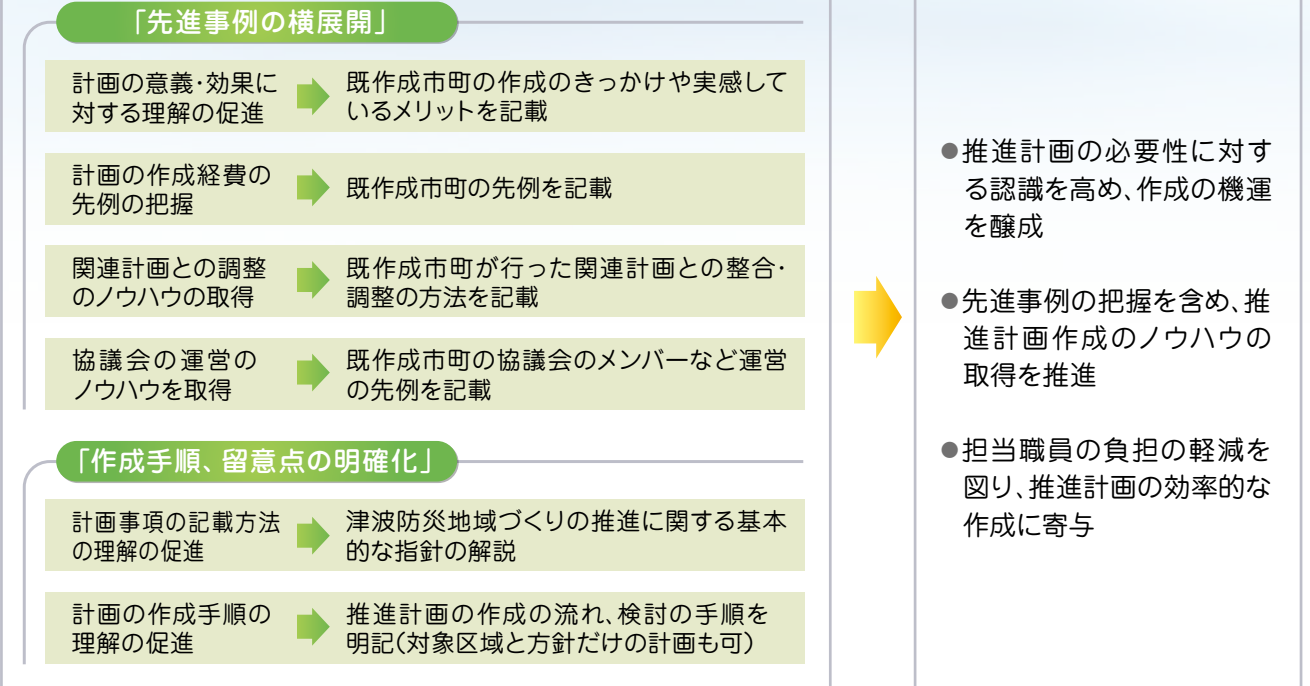 「先進事例の横展開」
計画の意義・効果に
対する理解の促進
既作成市町の作成のきっかけや実感して
いるメリットを記載
計画の作成経費の
先例の把握
既作成市町の先例を記載
関連計画との調整
のノウハウの取得
既作成市町が行った関連計画との整合・
調整の方法を記載
協議会の運営の
ノウハウを取得
既作成市町の協議会のメンバーなど運営
の先例を記載
「作成手順、留意点の明確化」
計画事項の記載方法
の理解の促進
津波防災地域づくりの推進に関する基本
的な指針の解説
計画の作成手順の
理解の促進
推進計画の作成の流れ、検討の手順を
明記(対象区域と方針だけの計画も可)
●推進計画の必要性に対す
る認識を高め、作成の機運
を醸成
●先進事例の把握を含め、推
進計画作成のノウハウの
取得を推進
●担当職員の負担の軽減を
図り、推進計画の効率的な
作成に寄与